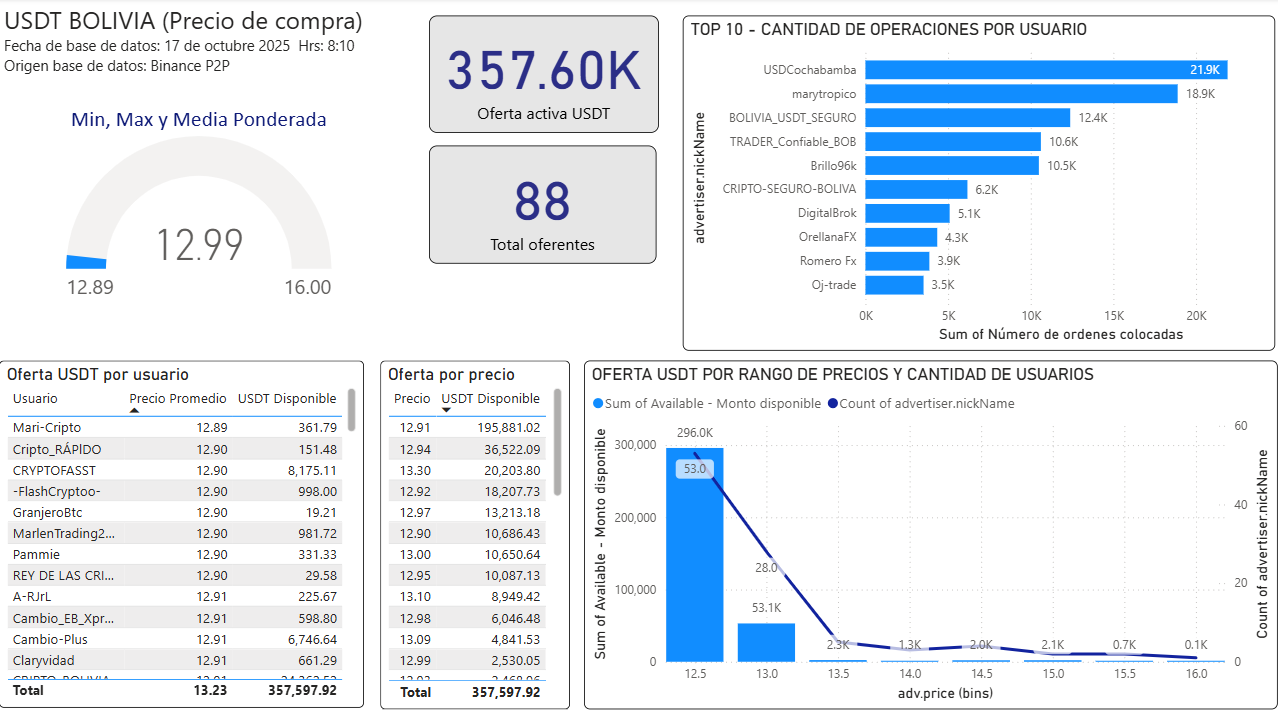 USDT BOLIVIA (Precio de compra)
Fecha de base de datos: 17 de octubre 2025 Hrs: 8:10
Origen base de datos: Binance P2P
Min, Max y Media Ponderada
12.99
12.89
16.00
357.60K
Oferta activa USDT
88
Total oferentes
TOP 10 - CANTIDAD DE OPERACIONES POR USUARIO
advertiser.nickName
USDCochabamba 21.9K
marytropico 18.9K
BOLIVIA_USDT_SEGURO 12.4K
TRADER_Confiable_BOB 10.6K
Brillo96k 10.5K
CRIPTO-SEGURO-BOLIVA 6.2K
DigitalBrok 5.1K
OrellanaFX 4.3K
Romero Fx 3.9K
Oj-trade 3.5K
0K 5K 10K 15K 20K
Sum of Número de ordenes colocadas
Oferta USDT por usuario
Usuario Precio Promedio USDT Disponible
Mari-Cripto 12.89 361.79
Cripto_RÁPIDO 12.90 151.48
CRYPTOFASST 12.90 8,175.11
-FlashCryptoo- 12.90 998.00
GranjeroBtc 12.90 19.21
MarlenTrading2... 12.90 981.72
Pammie 12.90 331.33
REY DE LAS CRI... 12.90 29.58
A-RJrL 12.91 225.67
Cambio_EB_Xpr... 12.91 598.80
Cambio-Plus 12.91 6,746.64
Claryvidad 12.91 661.29
Total 13.23 357,597.92
Oferta por precio
Precio USDT Disponible
12.91 195,881.02
12.94 36,522.09
13.30 20,203.80
12.92 18,207.73
12.97 13,213.18
12.90 10,686.43
13.00 10,650.64
12.95 10,087.13
13.10 8,949.42
12.98 6,046.48
13.09 4,841.53
12.99 2,530.05
Total 357,597.92
OFERTA USDT POR RANGO DE PRECIOS Y CANTIDAD DE USUARIOS
Sum of Available - Monto disponible Count of advertiser.nickName
Sum of Available - Monto disponible
300,000
200,000
100,000
0
296.0K
53.0
28.0
53.1K
2.3K 1.3K 2.0K 2.1K 0.7K 0.1K
60
40
20
0
Count of advertiser.nickName
12.5 13.0 13.5 14.0 14.5 15.0 15.5 16.0
adv.price (bins)